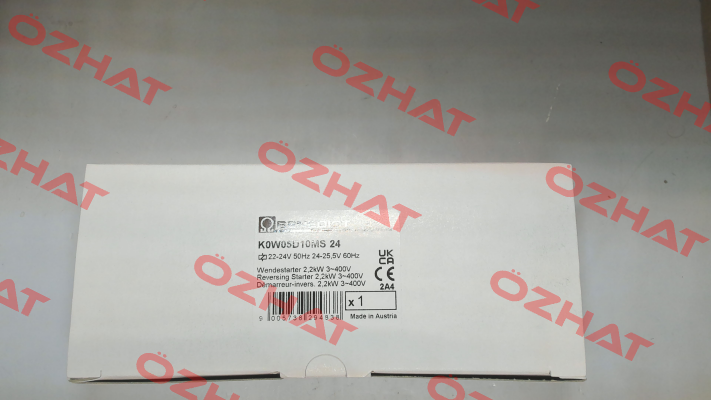 ÖZHAT
ÖZHAT
ÖZHAT
ÖZHAT
ÖZHAT
ÖZHAT
ÖZHAT
ÖZHAT
ÖZHAT
K0W05D10MS 24
22-24V 50Hz 24-25,5V 60Hz
Wendestarter 2,2kW 3~400V
Reversing Starter 2,2kW 3~400V
Démarreur-invers. 2,2kW 3~400V
UK
CA
CE
2A4
x 1
Made in Austria